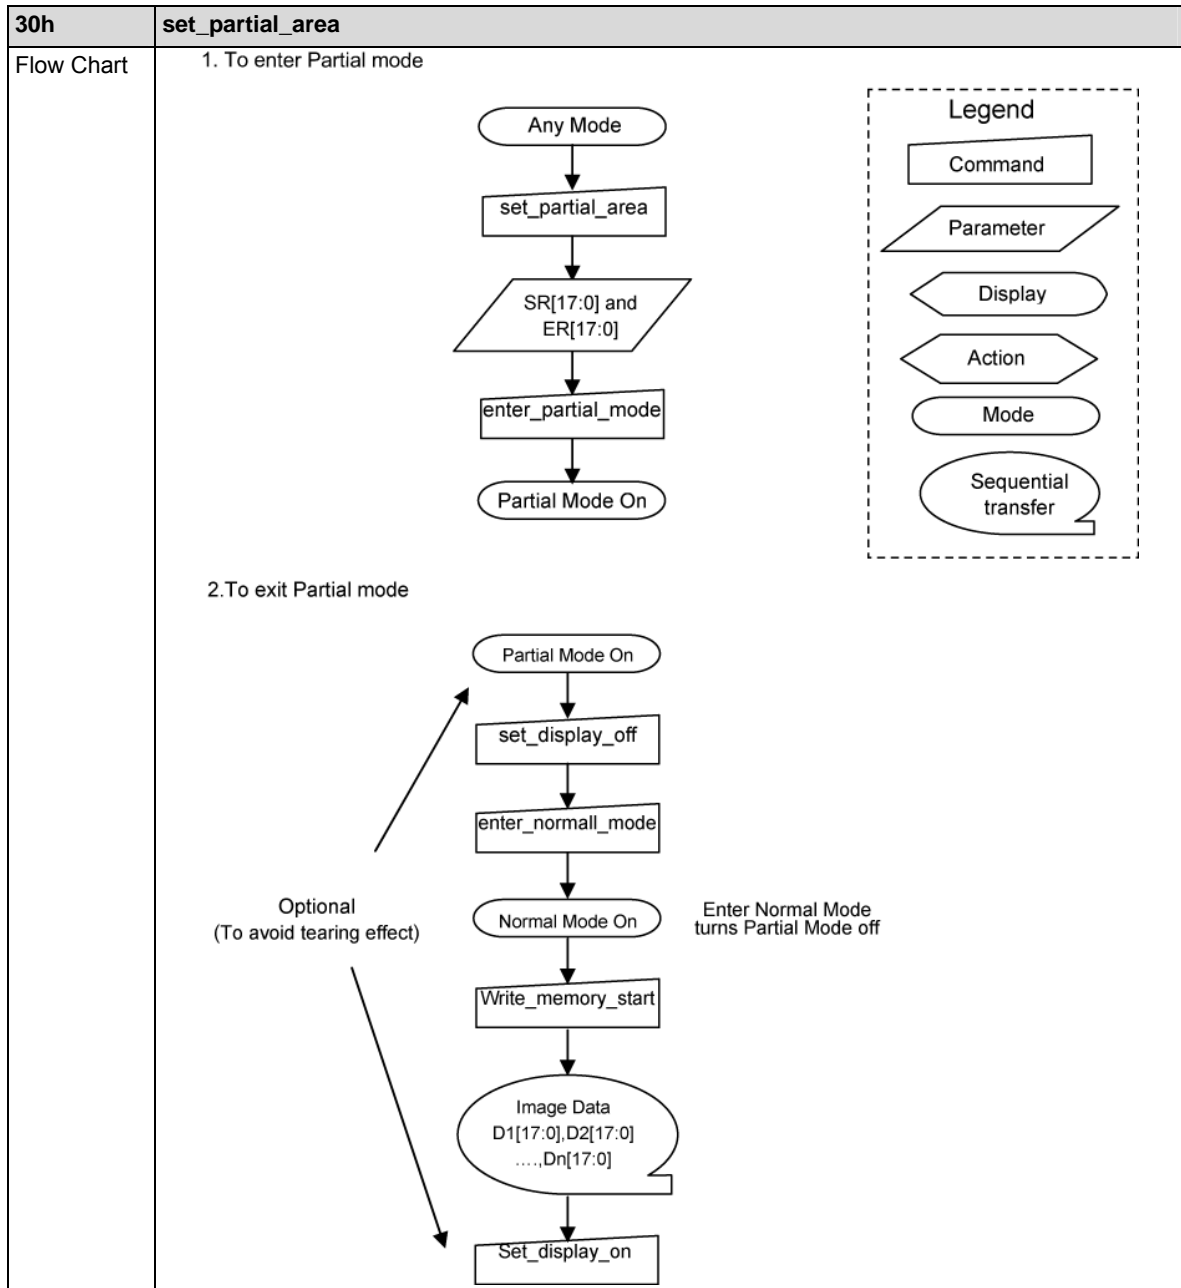 30h
set_partial_area
Flow Chart
1. To enter Partial mode
Any Mode
set_partial_area
SR[17:0] and
ER[17:0]
enter_partial_mode
Partial Mode On
Legend
Command
Parameter
Display
Action
Mode
Sequential
transfer
2.To exit Partial mode
Partial Mode On
set_display_off
enter_normall_mode
Optional
(To avoid tearing effect)
Normal Mode On
Enter Normal Mode
turns Partial Mode off
Write_memory_start
Image Data
D1[17:0],D2[17:0]
....,Dn[17:0]
Set_display_on